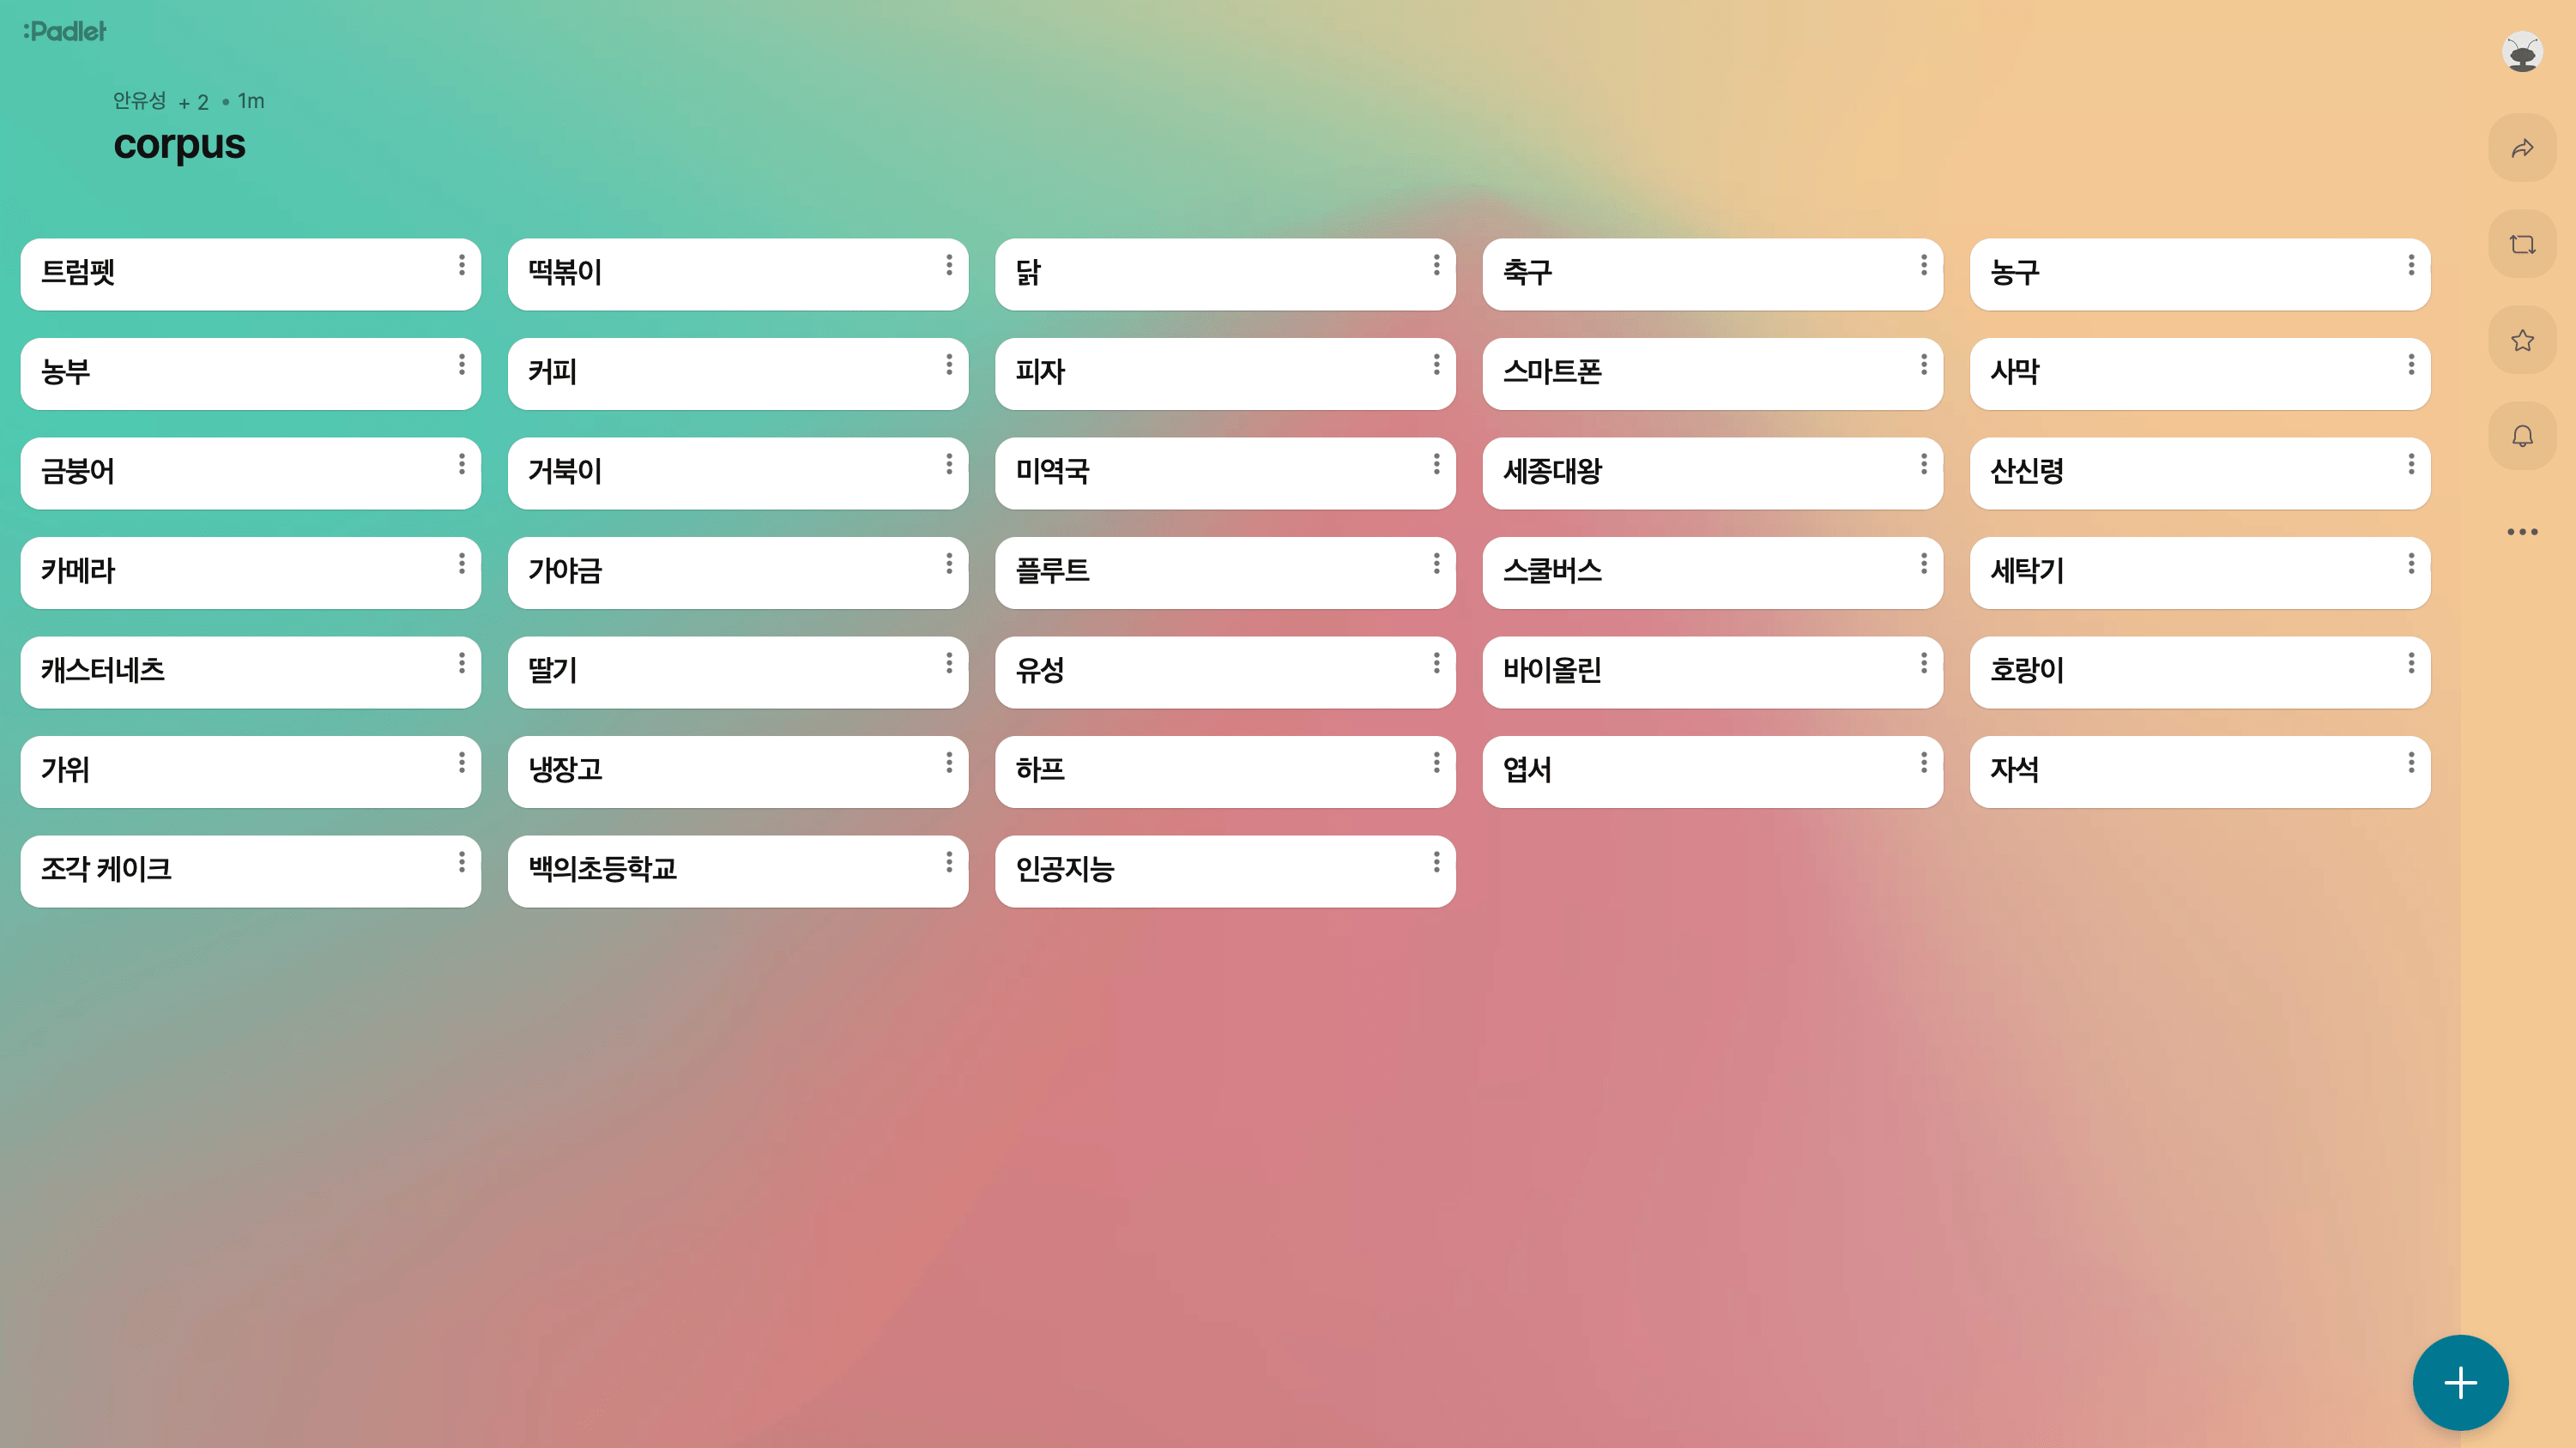 :Padlet
안유성 + 2 • 1m
corpus
트럼펫
떡볶이
닭
축구
농구
농부
커피
피자
스마트폰
사막
금붕어
거북이
미역국
세종대왕
산신령
카메라
가야금
플루트
스쿨버스
세탁기
캐스터네츠
딸기
유성
바이올린
호랑이
가위
냉장고
하프
엽서
자석
조각 케이크
백의초등학교
인공지능